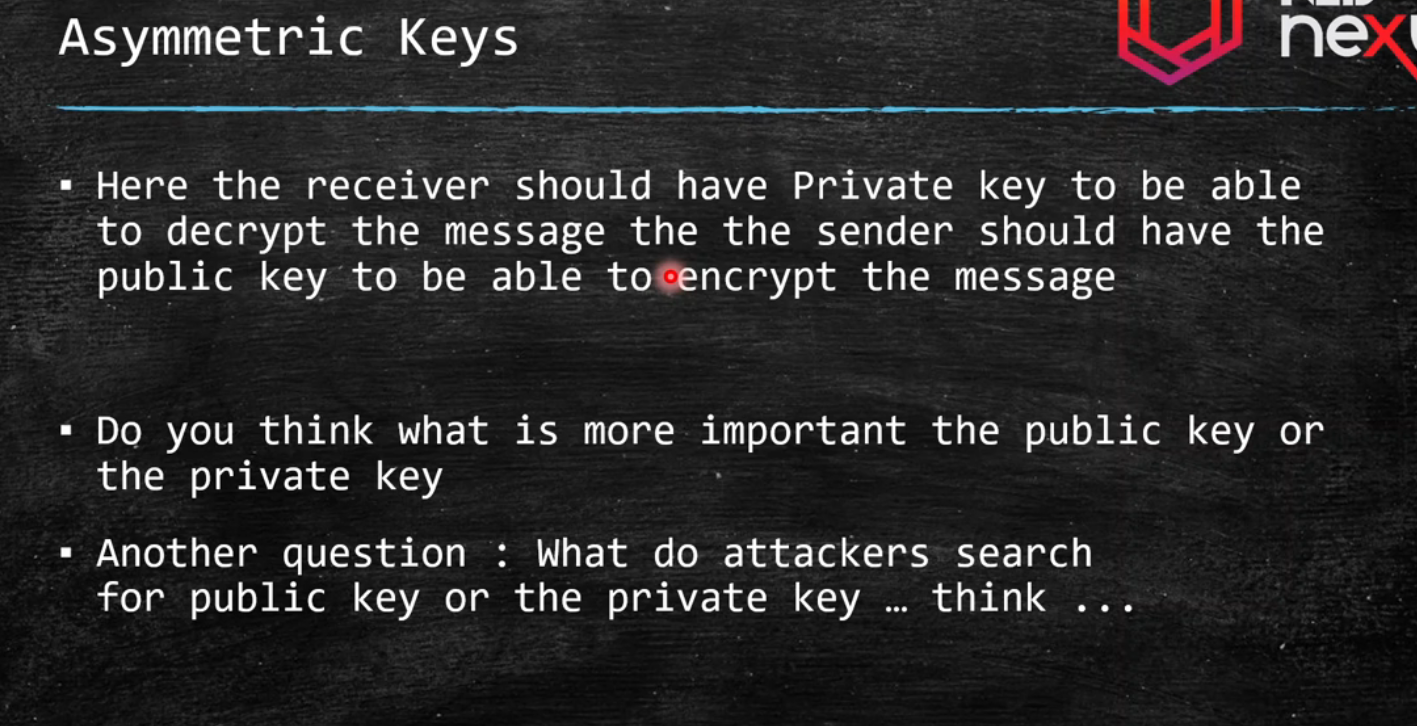 Asymmetric Keys
▪ Here the receiver should have Private key to be able
to decrypt the message the the sender should have the
public key to be able to encrypt the message
▪ Do you think what is more important the public key or
the private key
▪ Another question : What do attackers search
for public key or the private key … think ...